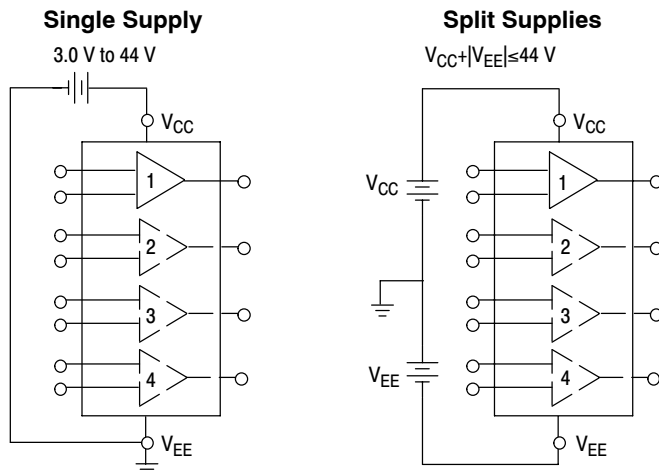 Single Supply
3.0 V to 44 V
VCC
1
2
3
4
VEE
Split Supplies
VCC+|VEE|≤44 V
VCC
VCC
1
2
3
4
VEE
VEE